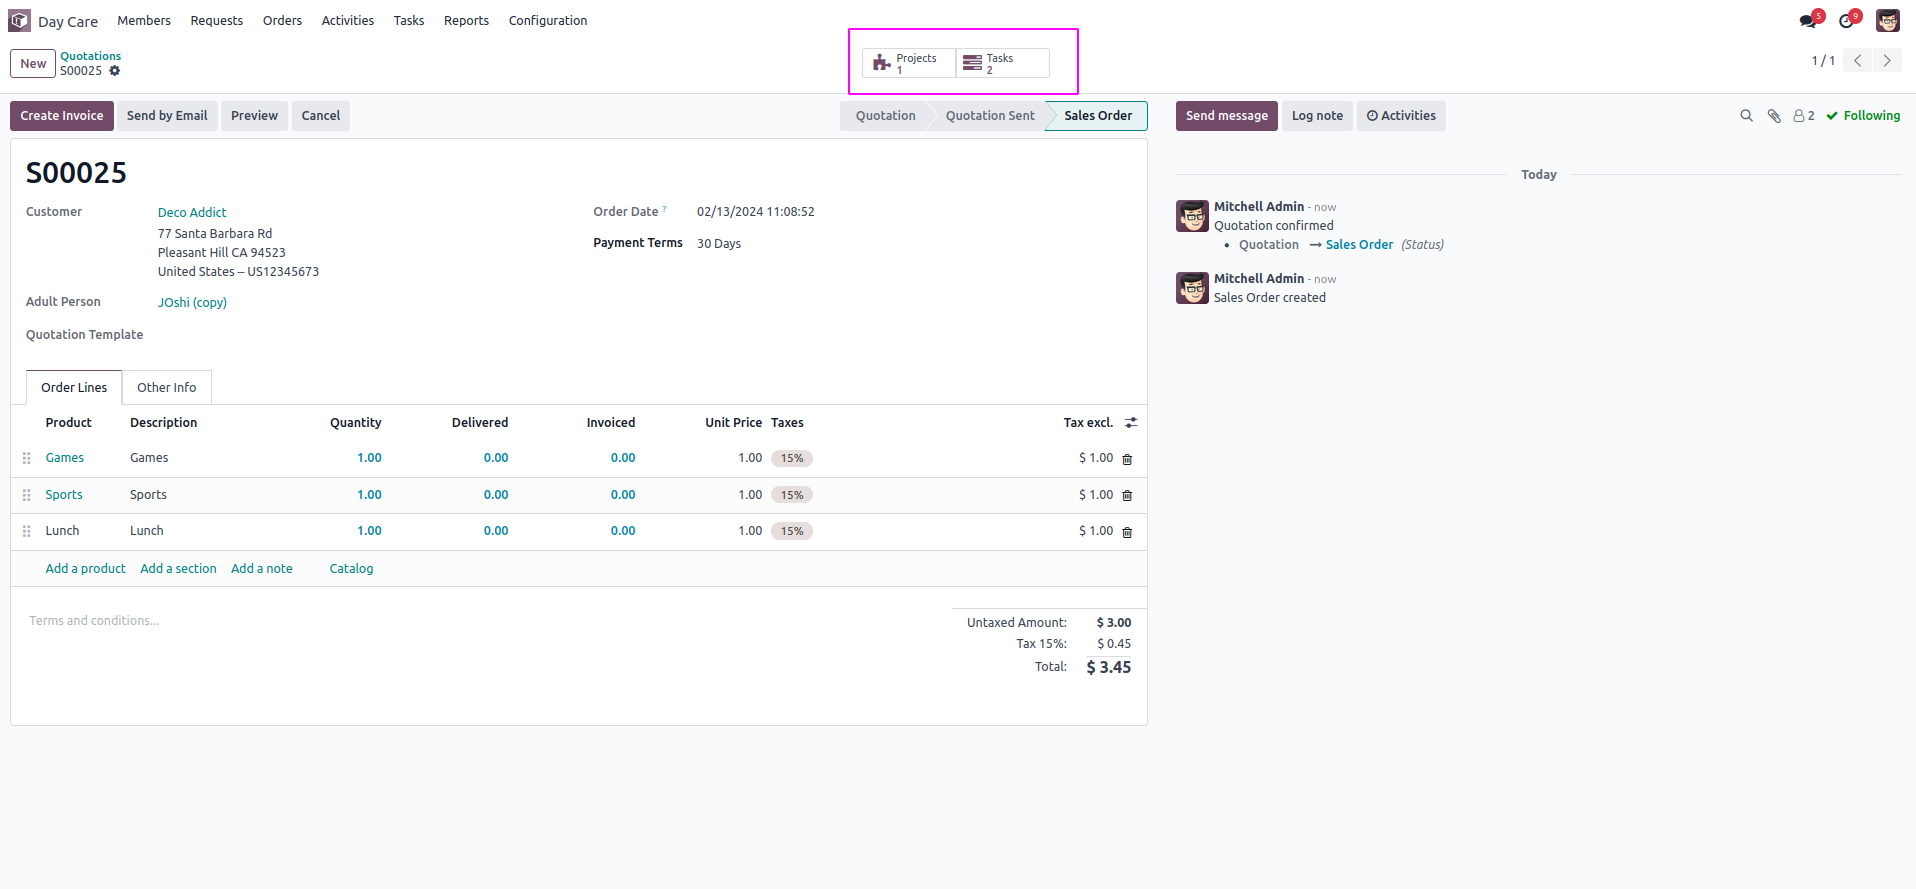 Day Care Members Requests Orders Activities Tasks Reports Configuration 5 9
New Quotations
S00025
Projects
1
Tasks
2
1 / 1
Create Invoice Send by Email Preview Cancel Quotation Quotation Sent Sales Order
Send message Log note Activities 2 Following
S00025
Customer Deco Addict
77 Santa Barbara Rd
Pleasant Hill CA 94523
United States – US12345673
Adult Person JOshi (copy)
Quotation Template
Order Date ? 02/13/2024 11:08:52
Payment Terms 30 Days
Order Lines Other Info
Product Description Quantity Delivered Invoiced Unit Price Taxes Tax excl.
Games Games 1.00 0.00 0.00 1.00 15% $ 1.00
Sports Sports 1.00 0.00 0.00 1.00 15% $ 1.00
Lunch Lunch 1.00 0.00 0.00 1.00 15% $ 1.00
Add a product Add a section Add a note Catalog
Terms and conditions...
Untaxed Amount: $ 3.00
Tax 15%: $ 0.45
Total: $ 3.45
Today
Mitchell Admin - now
Quotation confirmed
• Quotation → Sales Order (Status)
Mitchell Admin - now
Sales Order created